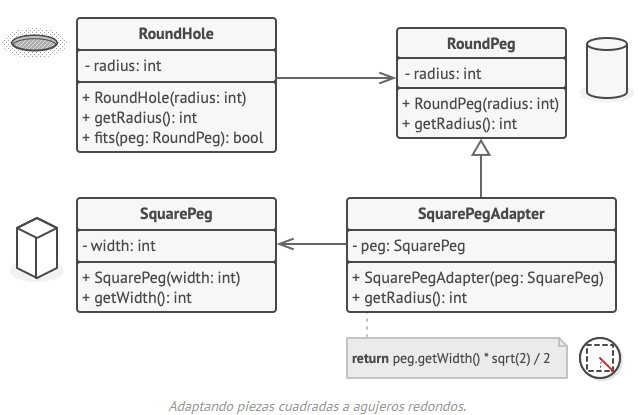 RoundHole
- radius: int
+ RoundHole(radius: int)
+ getRadius(): int
+ fits(peg: RoundPeg): bool
RoundPeg
- radius: int
+ RoundPeg(radius: int)
+ getRadius(): int
SquarePeg
- width: int
+ SquarePeg(width: int)
+ getWidth(): int
SquarePegAdapter
- peg: SquarePeg
+ SquarePegAdapter(peg: SquarePeg)
+ getRadius(): int
return peg.getWidth() * sqrt(2) / 2
Adaptando piezas cuadradas a agujeros redondos.